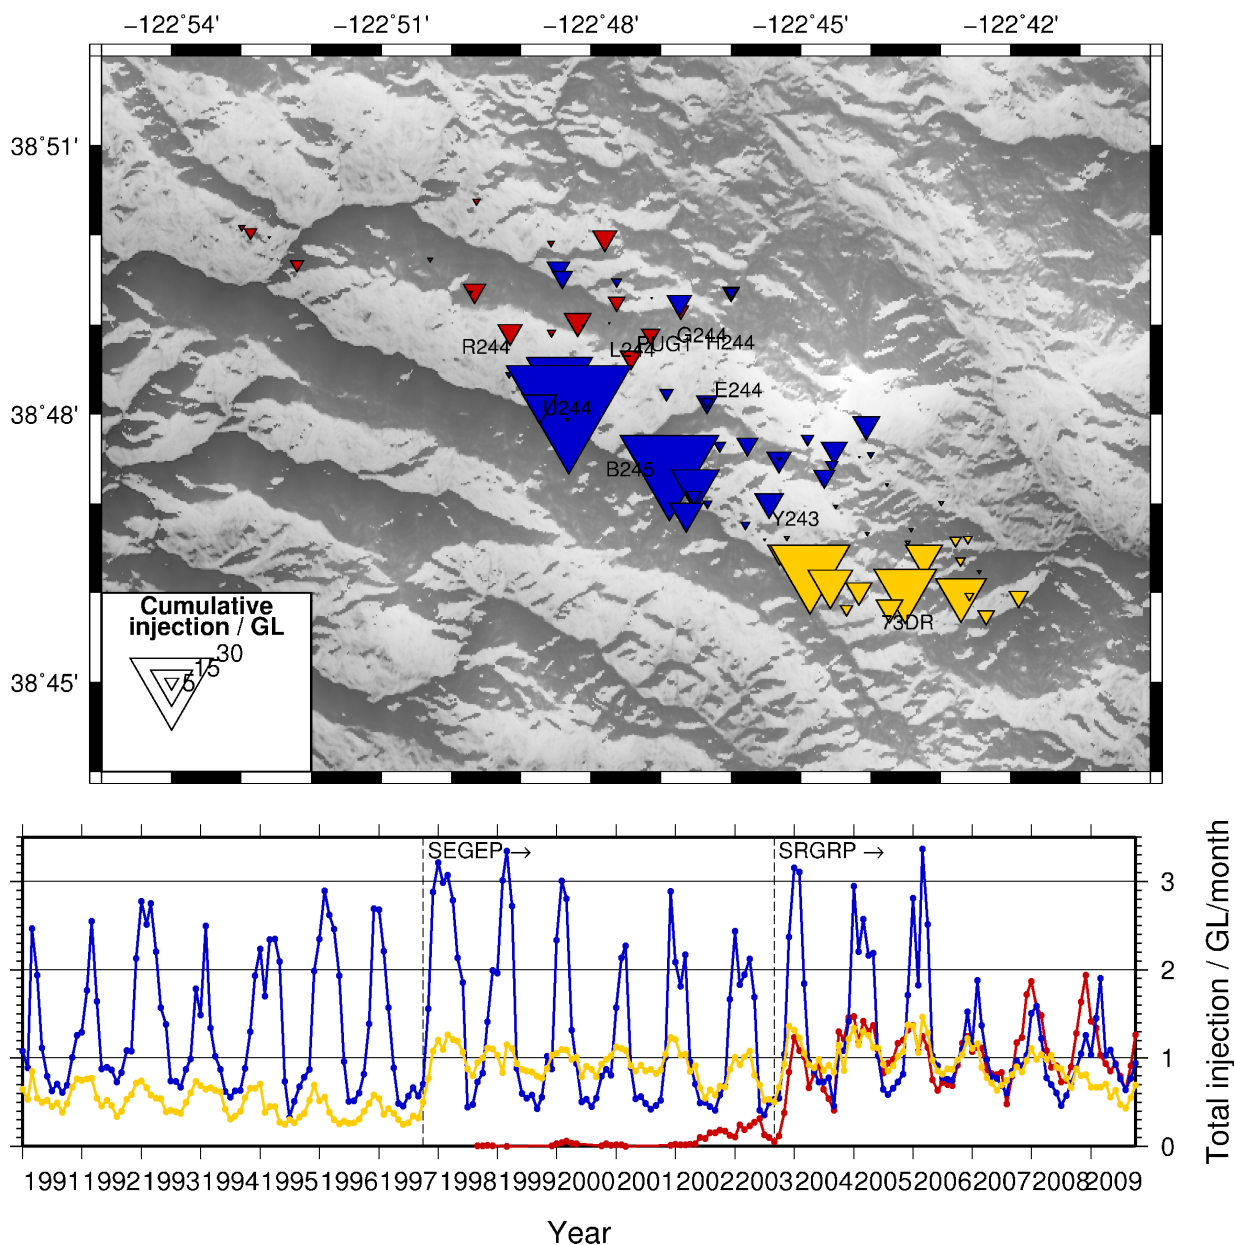 −122˚54' −122˚51' −122˚48' −122˚45' −122˚42'
38˚51'
38˚48'
38˚45'
R244
L244
PUG1
G244
H244
E244
U244
B245
Y243
73DR
Cumulative
injection / GL
5
15
30
SEGEP →
SRGRP →
3
2
1
0
Total injection / GL/month
1991 1992 1993 1994 1995 1996 1997 1998 1999 2000 2001 2002 2003 2004 2005 2006 2007 2008 2009
Year